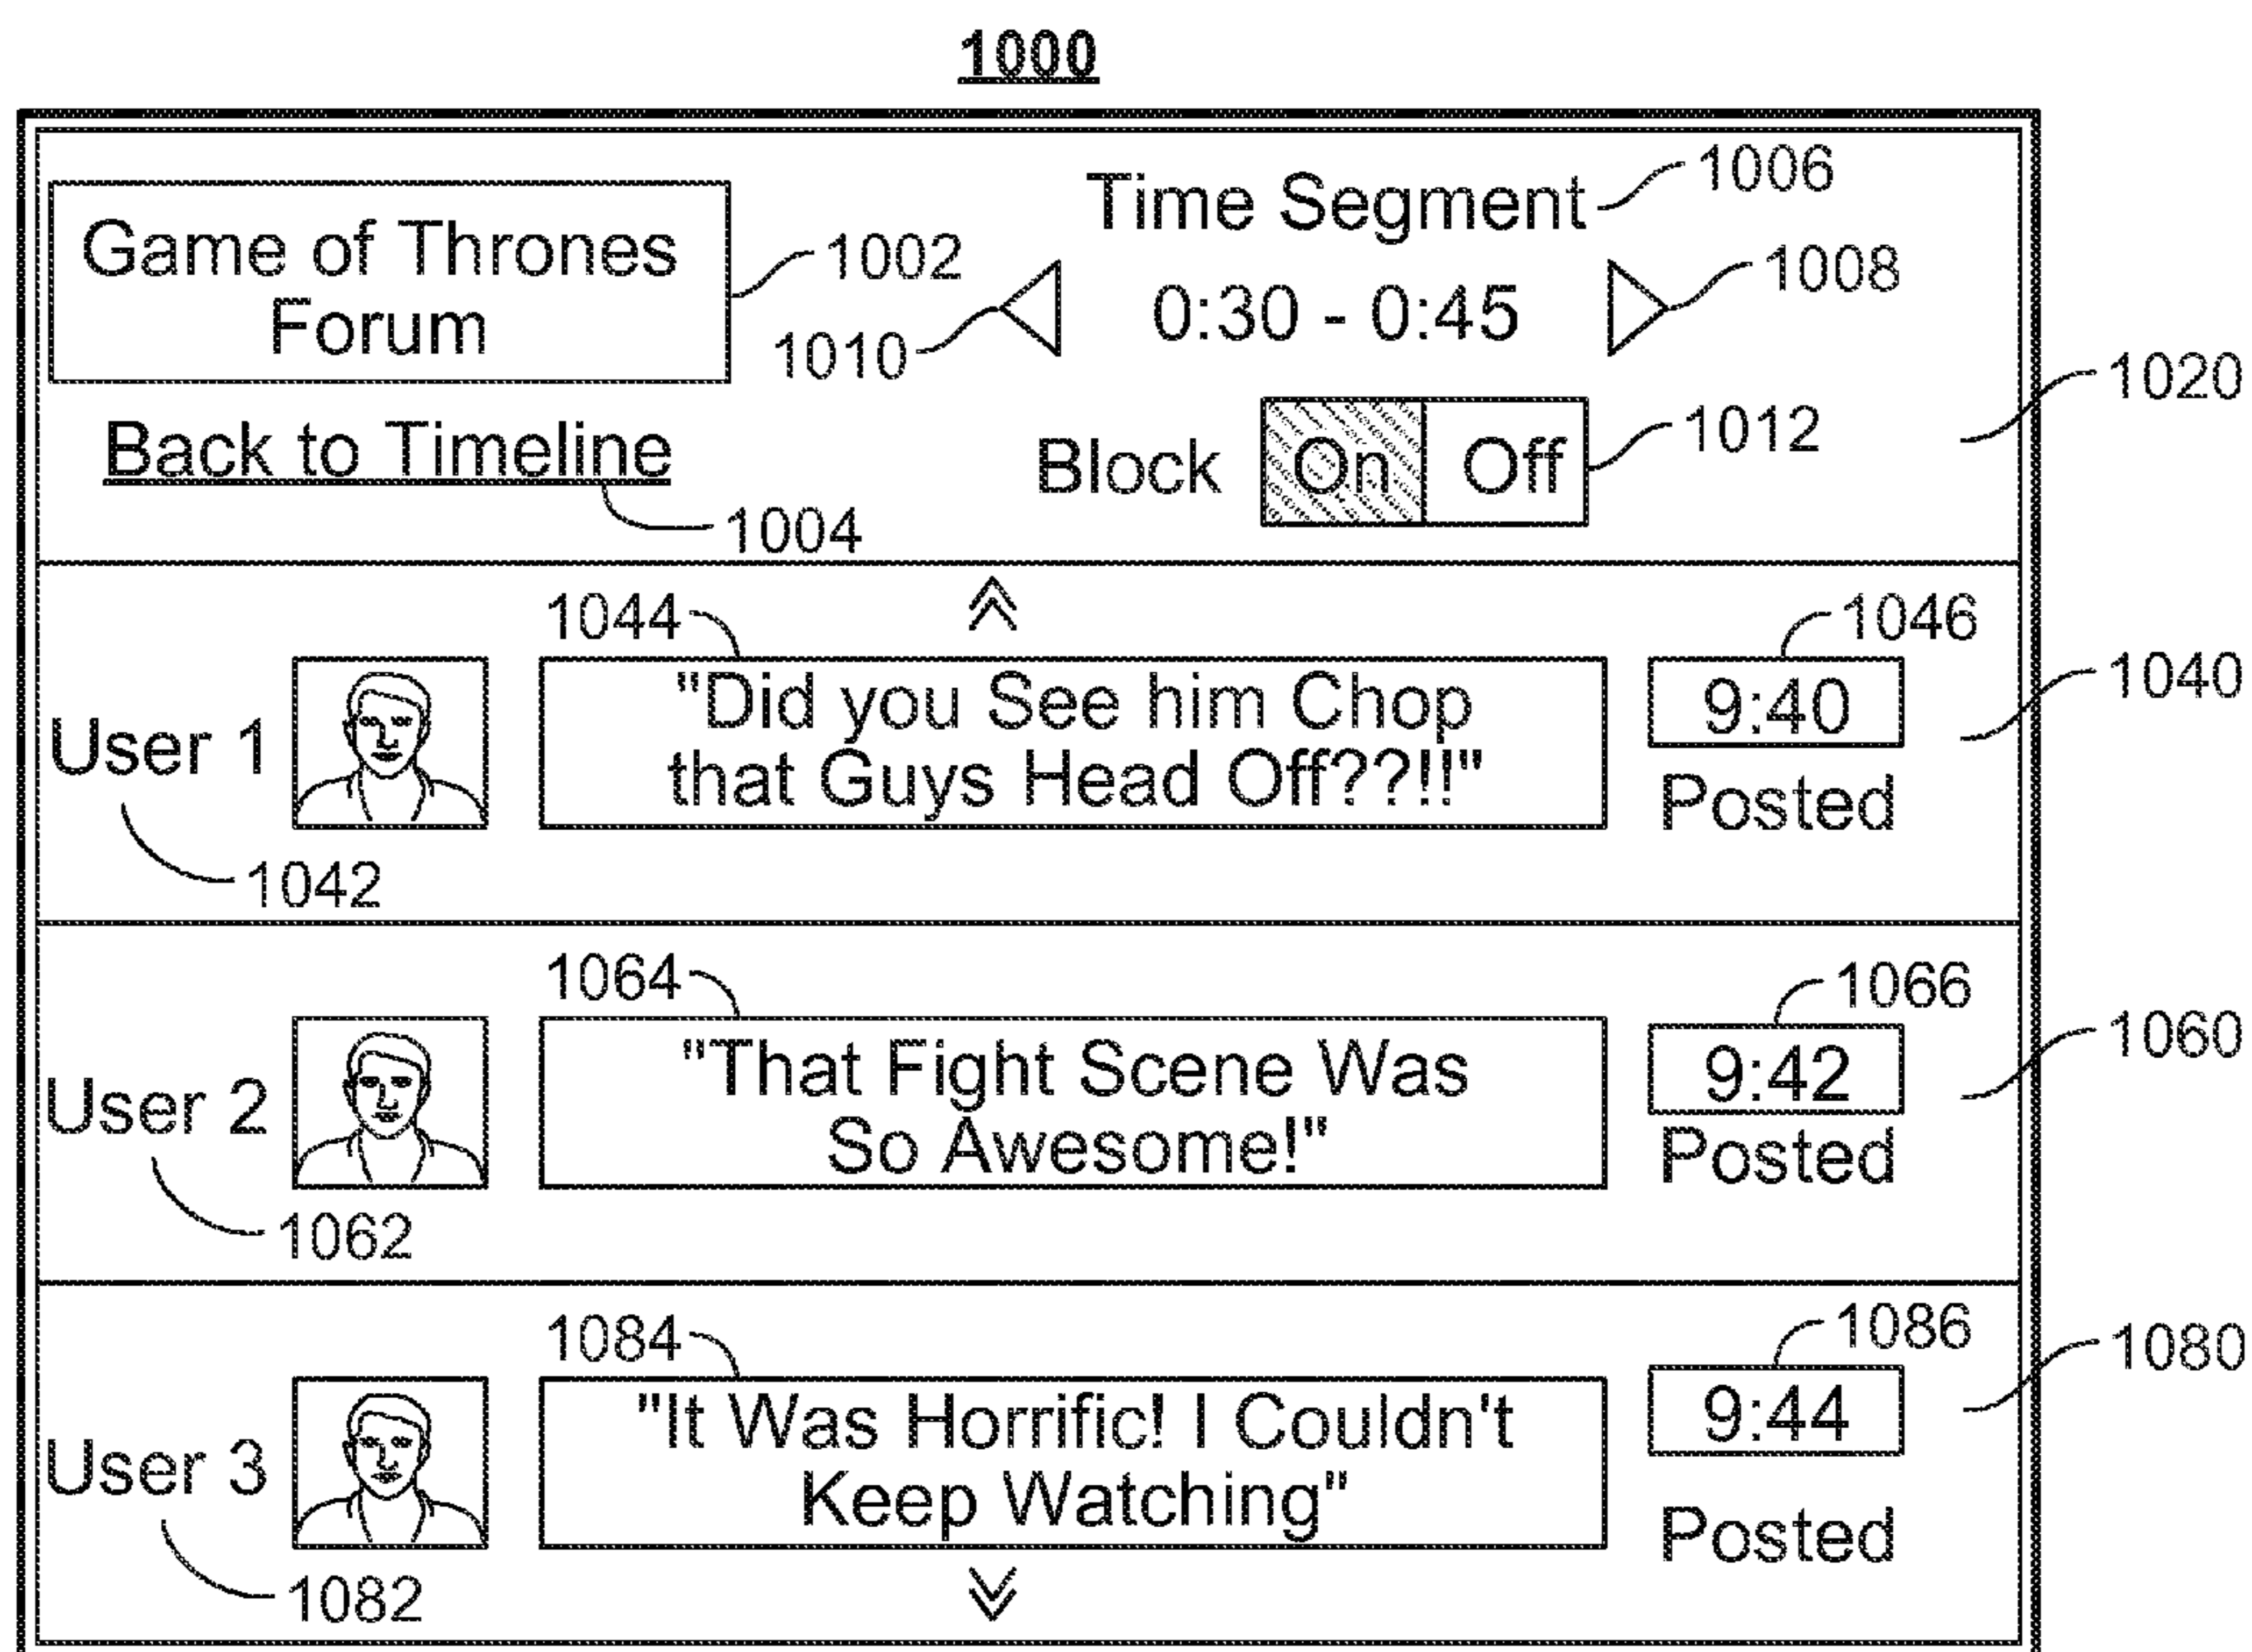 1000
Time Segment 1006
Game of Thrones
Forum
1002
1010
0:30 - 0:45
1008
1020
Back to Timeline
1004
Block On Off
1012
1044
1046
"Did you See him Chop
that Guys Head Off??!!"
9:40
Posted
1040
User 1
1042
1064
1066
"That Fight Scene Was
So Awesome!"
9:42
Posted
1060
User 2
1062
1084
1086
"It Was Horrific! I Couldn't
Keep Watching"
9:44
Posted
1080
User 3
1082